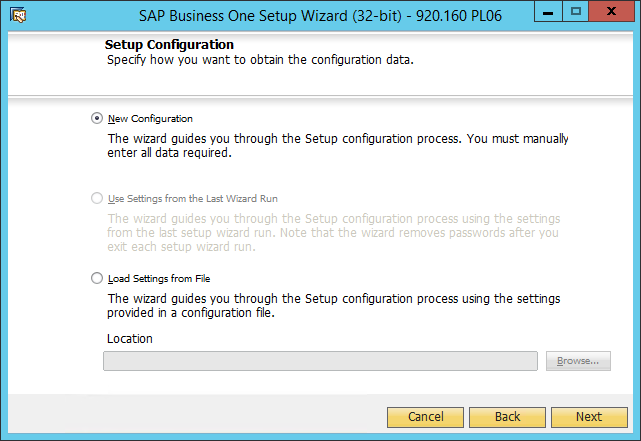 SAP Business One Setup Wizard (32-bit) - 920.160 PL06
Setup Configuration
Specify how you want to obtain the configuration data.
New Configuration
The wizard guides you through the Setup configuration process. You must manually
enter all data required.
Use Settings from the Last Wizard Run
The wizard guides you through the Setup configuration process using the settings
from the last setup wizard run. Note that the wizard removes passwords after you
exit each setup wizard run.
Load Settings from File
The wizard guides you through the Setup configuration process using the settings
provided in a configuration file.
Location
Browse...
Cancel Back Next